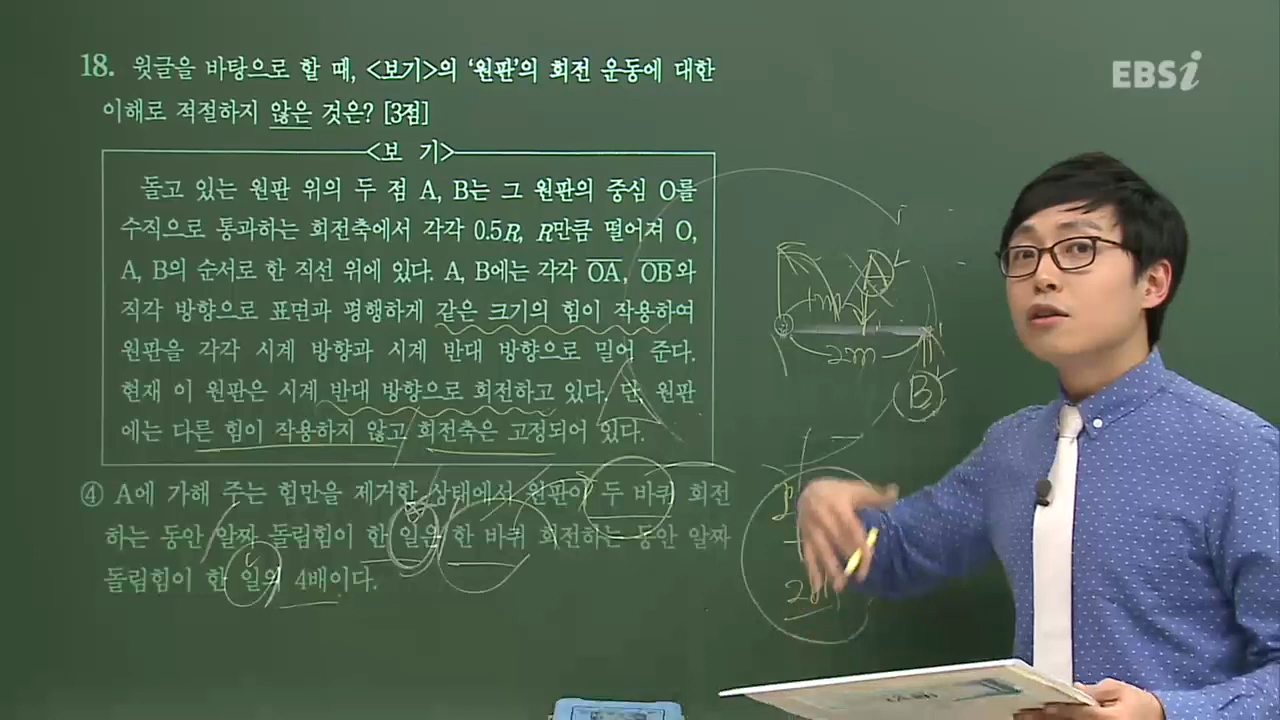 EBSi
18. 윗글을 바탕으로 할 때, <보기>의 '원판'의 회전 운동에 대한
이해로 적절하지 않은 것은? [3점]
<보 기>
돌고 있는 원판 위의 두 점 A, B는 그 원판의 중심 O를
수직으로 통과하는 회전축에서 각각 0.5R, R만큼 떨어져 O,
A, B의 순서로 한 직선 위에 있다. A, B에는 각각 OA, OB와
직각 방향으로 표면과 평행하게 같은 크기의 힘이 작용하여
원판을 각각 시계 방향과 시계 반대 방향으로 밀어 준다.
현재 이 원판은 시계 반대 방향으로 회전하고 있다. 단, 원판
에는 다른 힘이 작용하지 않고 회전축은 고정되어 있다.
④ A에 가해 주는 힘만을 제거한 상태에서 원판이 두 바퀴 회전
하는 동안 알짜 돌림힘이 한 일은 한 바퀴 회전하는 동안 알짜
돌림힘이 한 일의 4배이다.
A
1m
2m
B